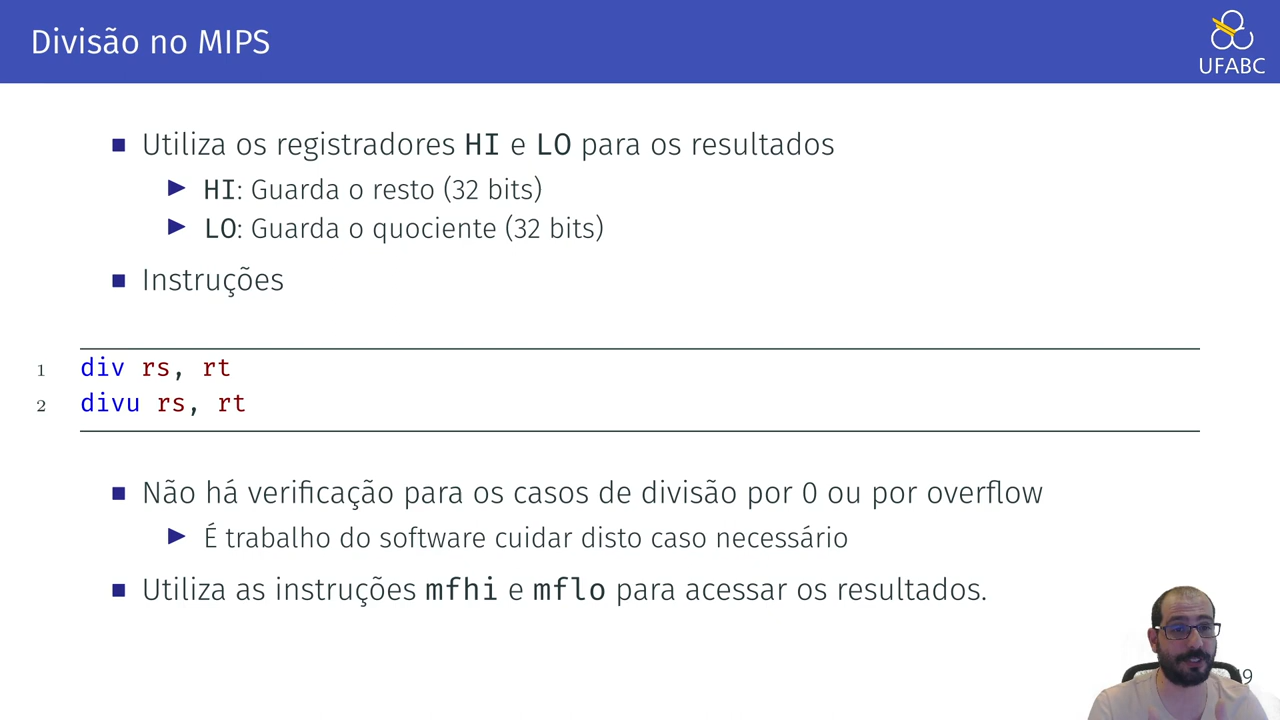 Divisão no MIPS
UFABC
Utiliza os registradores HI e LO para os resultados
HI: Guarda o resto (32 bits)
LO: Guarda o quociente (32 bits)
Instruções
1 div rs, rt
2 divu rs, rt
Não há verificação para os casos de divisão por 0 ou por overflow
É trabalho do software cuidar disto caso necessário
Utiliza as instruções mfhi e mflo para acessar os resultados.